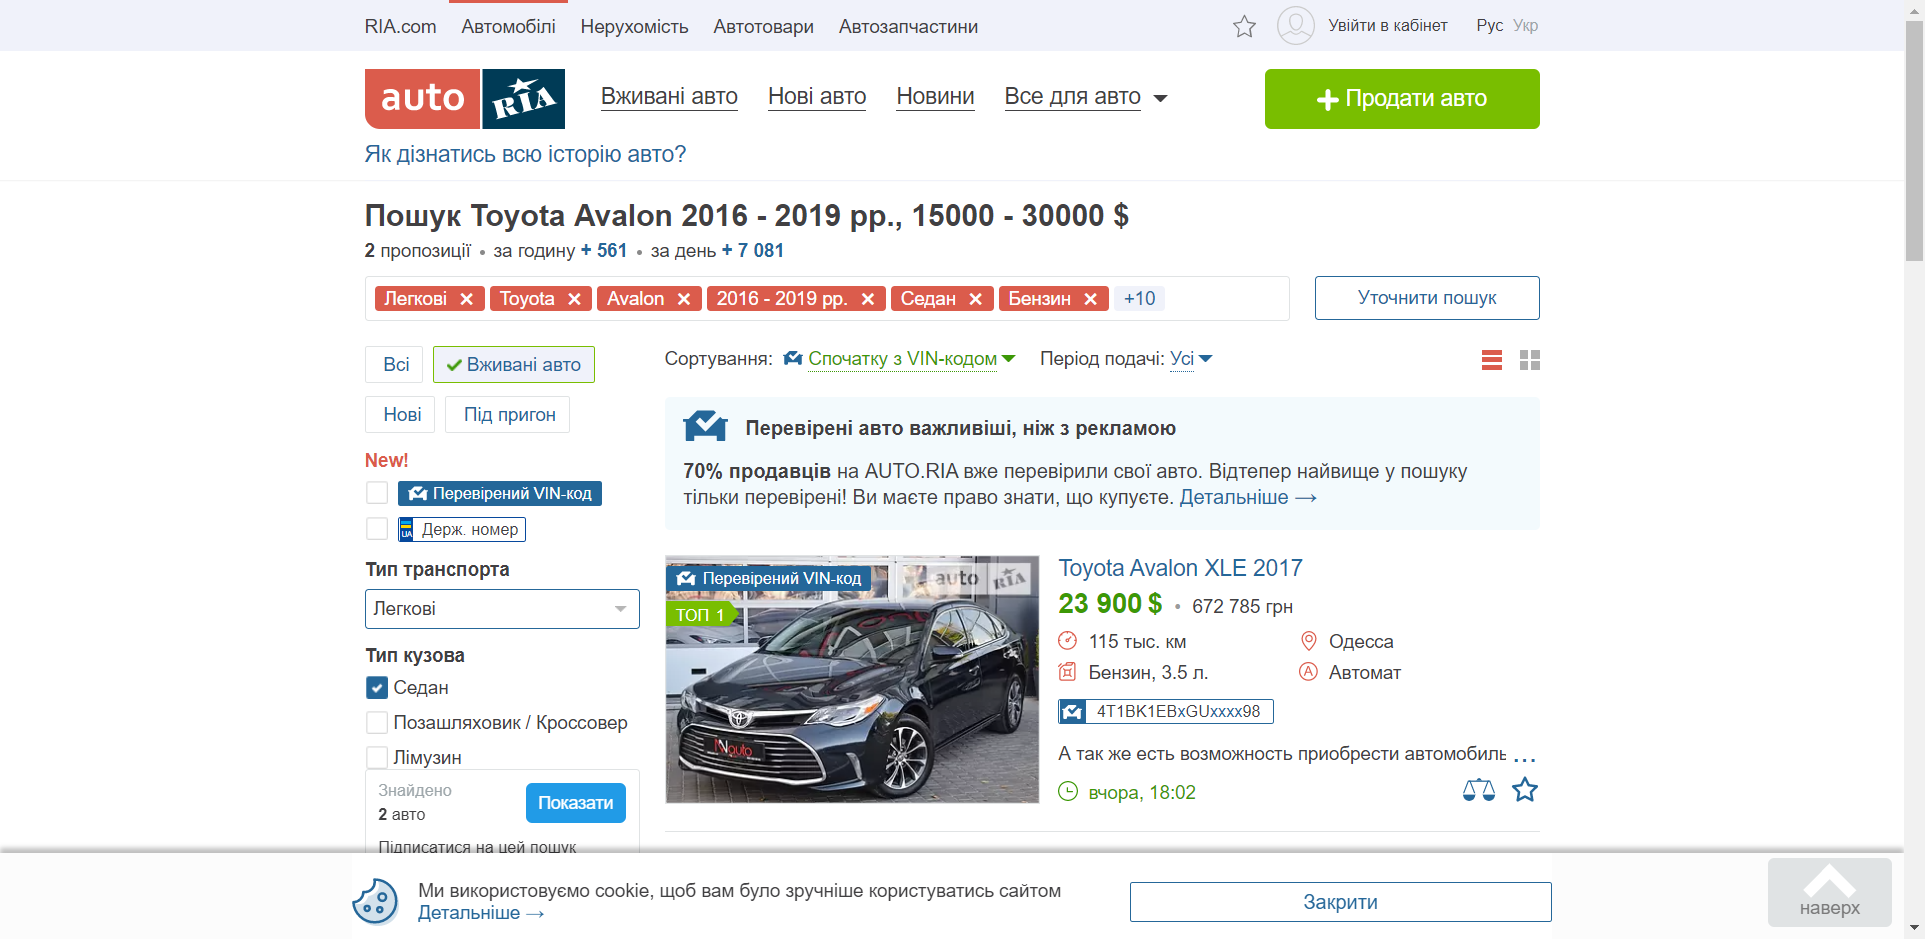 RIA.com Автомобілі Нерухомість Автотовари Автозапчастини Увійти в кабінет Рус Укр
auto RIA Вживані авто Нові авто Новини Все для авто Продати авто
Як дізнатись всю історію авто?
Пошук Toyota Avalon 2016 - 2019 рр., 15000 - 30000 $
2 пропозиції • за годину + 561 • за день + 7 081
Легкові Toyota Avalon 2016 - 2019 рр. Седан Бензин +10 Уточнити пошук
Всі Вживані авто
Нові Під пригон
New!
Перевірений VIN-код
UA Держ. номер
Тип транспорта
Легкові
Тип кузова
Седан
Позашляховик / Кроссовер
Лімузин
Знайдено
2 авто
Показати
Підписатися на цей пошук
Сортування: Спочатку з VIN-кодом Період подачі: Усі
Перевірені авто важливіші, ніж з рекламою
70% продавців на AUTO.RIA вже перевірили свої авто. Відтепер найвище у пошуку
тільки перевірені! Ви маєте право знати, що купуєте. Детальніше →
Перевірений VIN-код
auto RIA
ТОП 1
NNauto
Toyota Avalon XLE 2017
23 900 $ • 672 785 грн
115 тыс. км Одесса
Бензин, 3.5 л. Автомат
4T1BK1EBxGUxxxx98
А так же есть возможность приобрести автомобиль ...
вчора, 18:02
Ми використовуємо cookie, щоб вам було зручніше користуватись сайтом
Детальніше →
Закрити
наверх